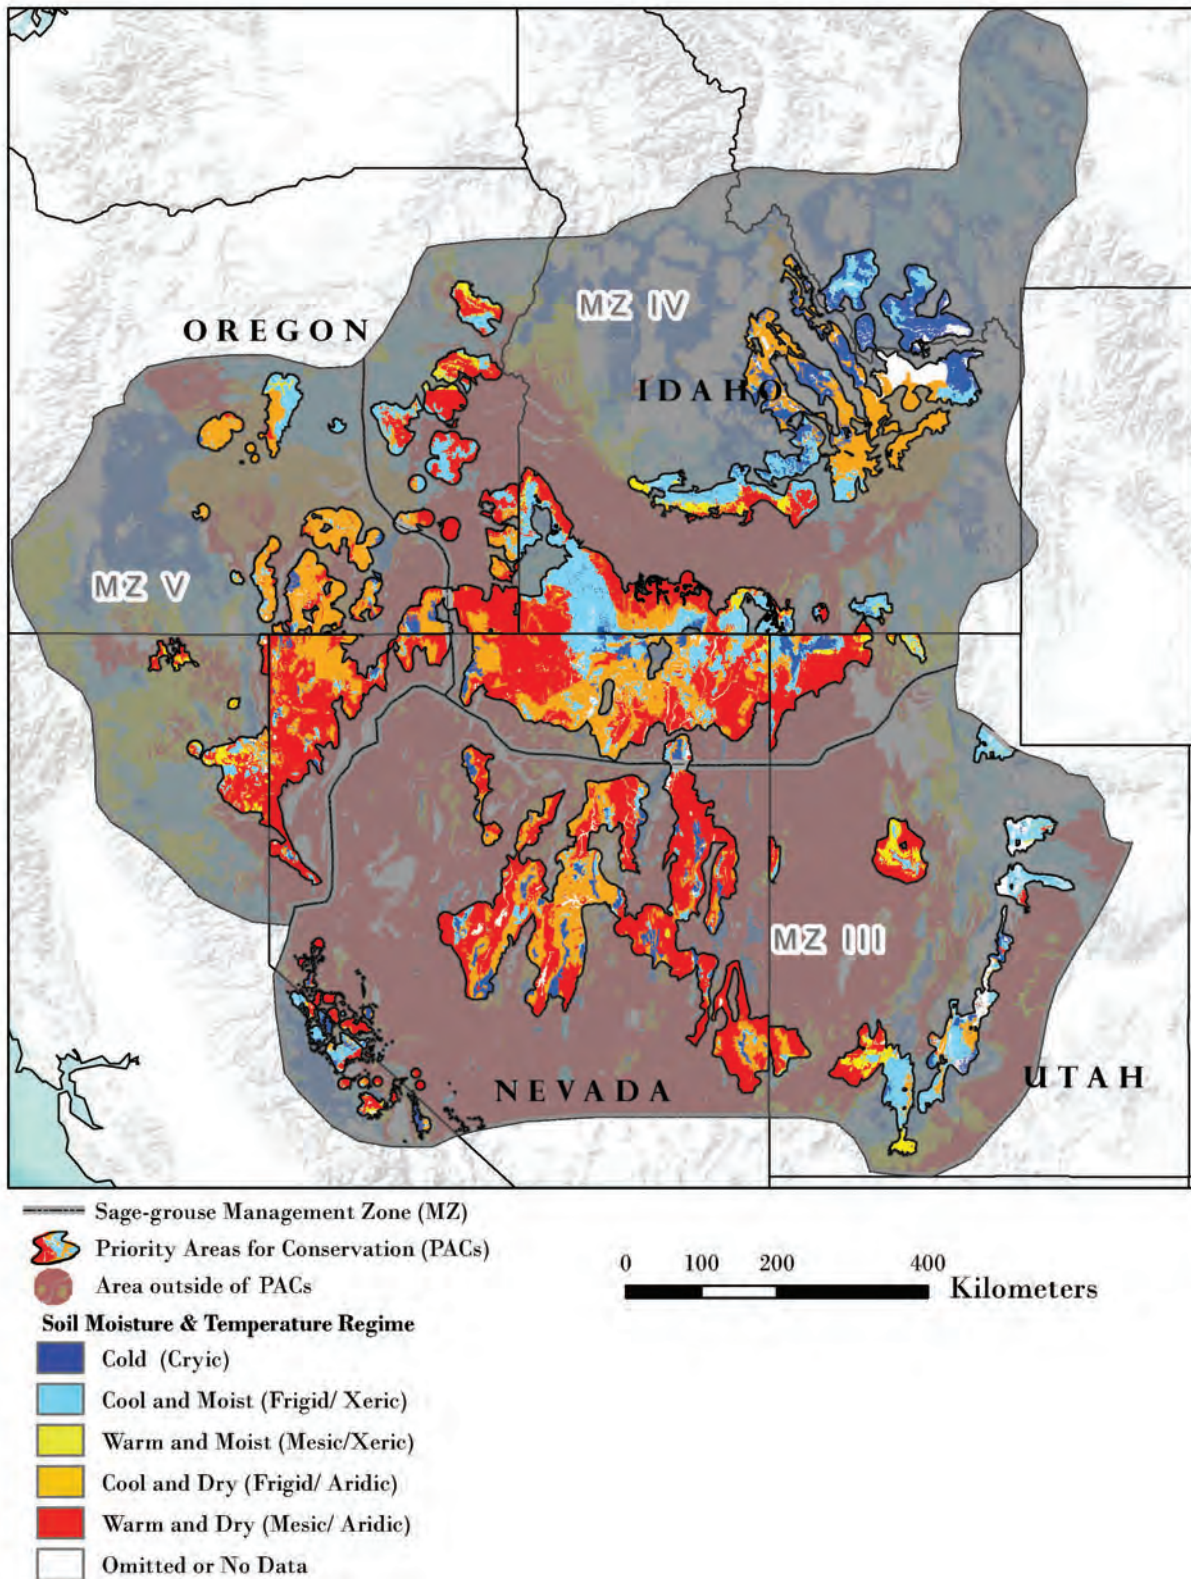 OREGON
MZ IV
IDAHO
MZ V
MZ III
NEVADA
UTAH
Sage-grouse Management Zone (MZ)
Priority Areas for Conservation (PACs)
Area outside of PACs
0 100 200 400 Kilometers
Soil Moisture & Temperature Regime
Cold (Cryic)
Cool and Moist (Frigid/ Xeric)
Warm and Moist (Mesic/Xeric)
Cool and Dry (Frigid/ Aridic)
Warm and Dry (Mesic/ Aridic)
Omitted or No Data